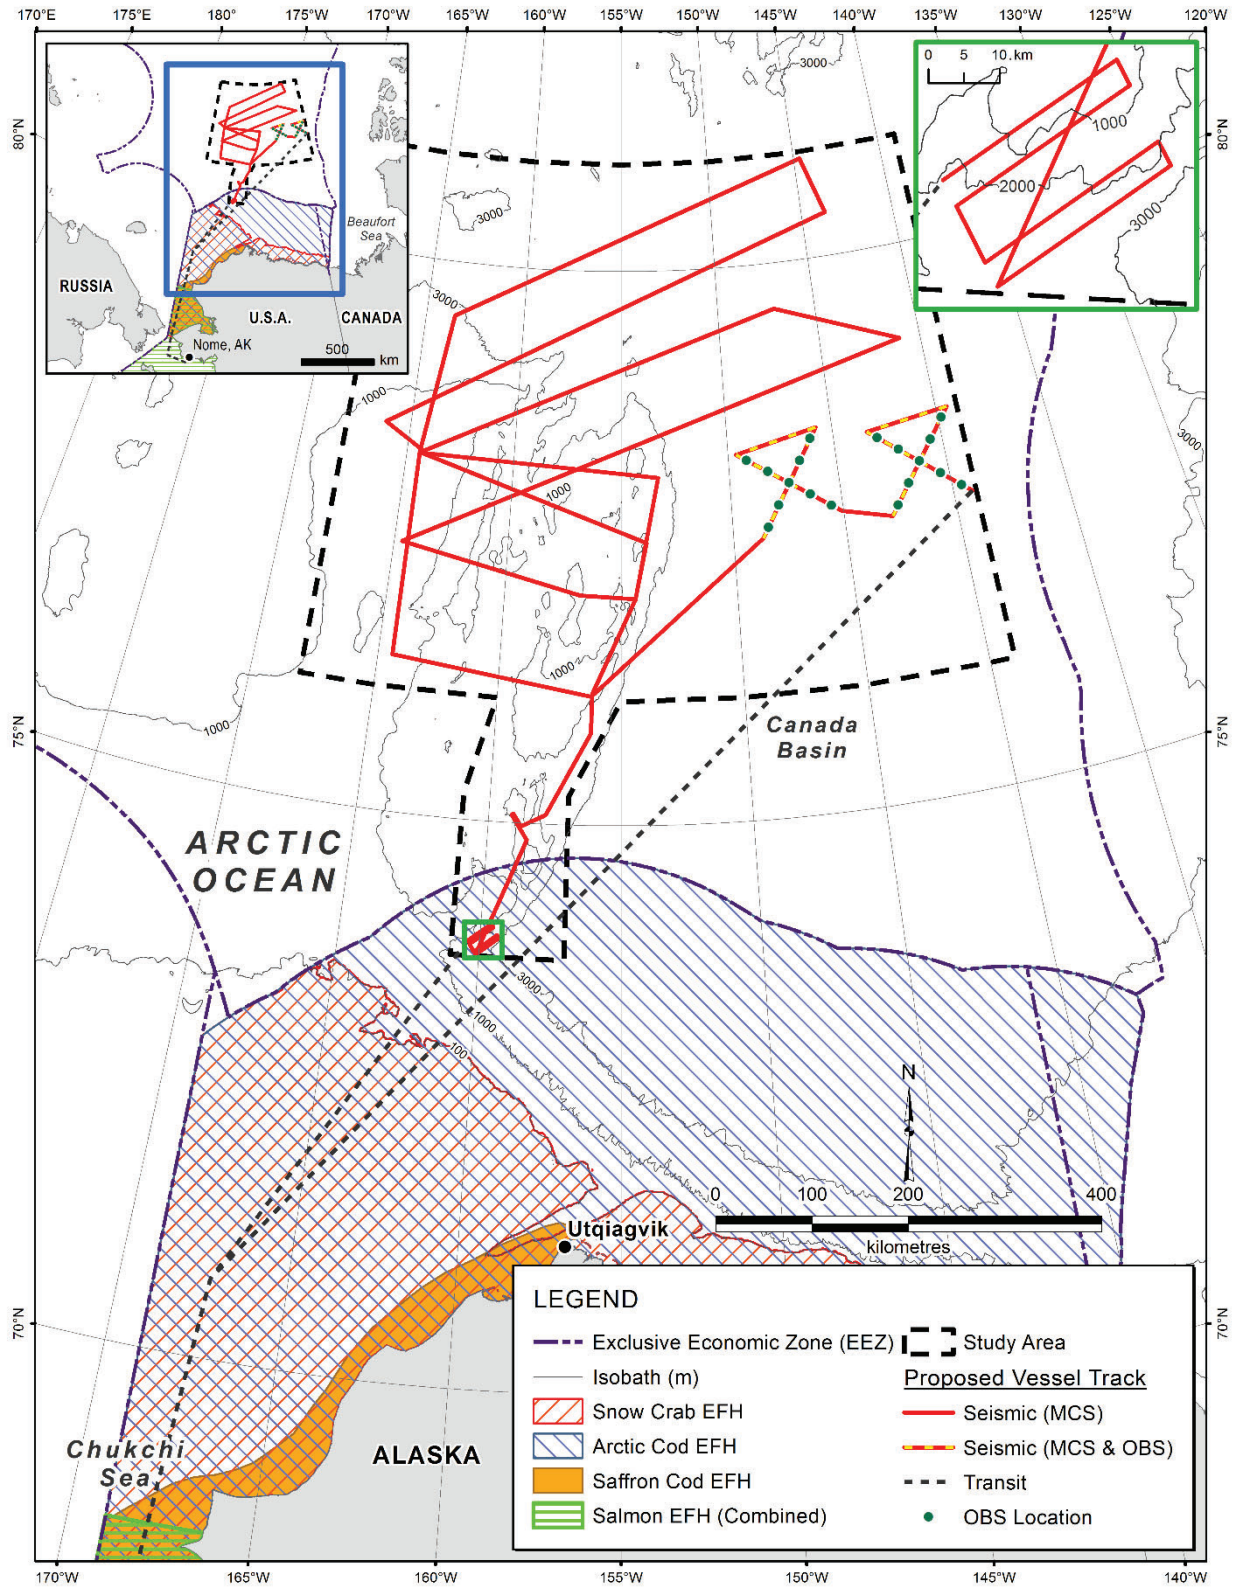 170°E 175°E 180° 175°W 170°W 165°W 160°W 155°W 150°W 145°W 140°W 135°W 130°W 125°W 120°W
80°N
75°N
70°N
80°N
75°N
70°N
RUSSIA
U.S.A.
CANADA
Beaufort
Sea
Nome, AK
500
km
0 5 10 km
1000
2000
3000
3000
3000
3000
3000
1000
1000
1000
1000
3000
1000
100
Canada
Basin
ARCTIC
OCEAN
N
0 100 200 400
kilometres
Utqiagvik
ALASKA
Chukchi
Sea
LEGEND
Exclusive Economic Zone (EEZ)
Isobath (m)
Snow Crab EFH
Arctic Cod EFH
Saffron Cod EFH
Salmon EFH (Combined)
Study Area
Proposed Vessel Track
Seismic (MCS)
Seismic (MCS & OBS)
Transit
OBS Location
170°W 165°W 160°W 155°W 150°W 145°W 140°W